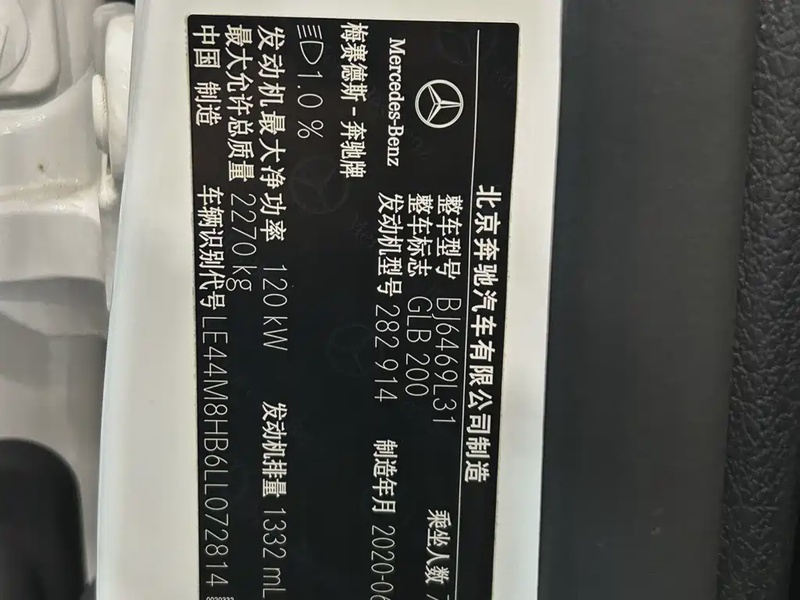 北京奔驰汽车有限公司制造
Mercedes-Benz
梅赛德斯-奔驰牌
整车型号 BJ6469L31
整车标志 GLB 200
乘坐人数
发动机型号 282 914
制造年月 2020-06
1.0 %
发动机最大净功率 120 kW
发动机排量 1332 mL
最大允许总质量 2270 kg
中国 制造
车辆识别代号 LE44M8HB6LL072814